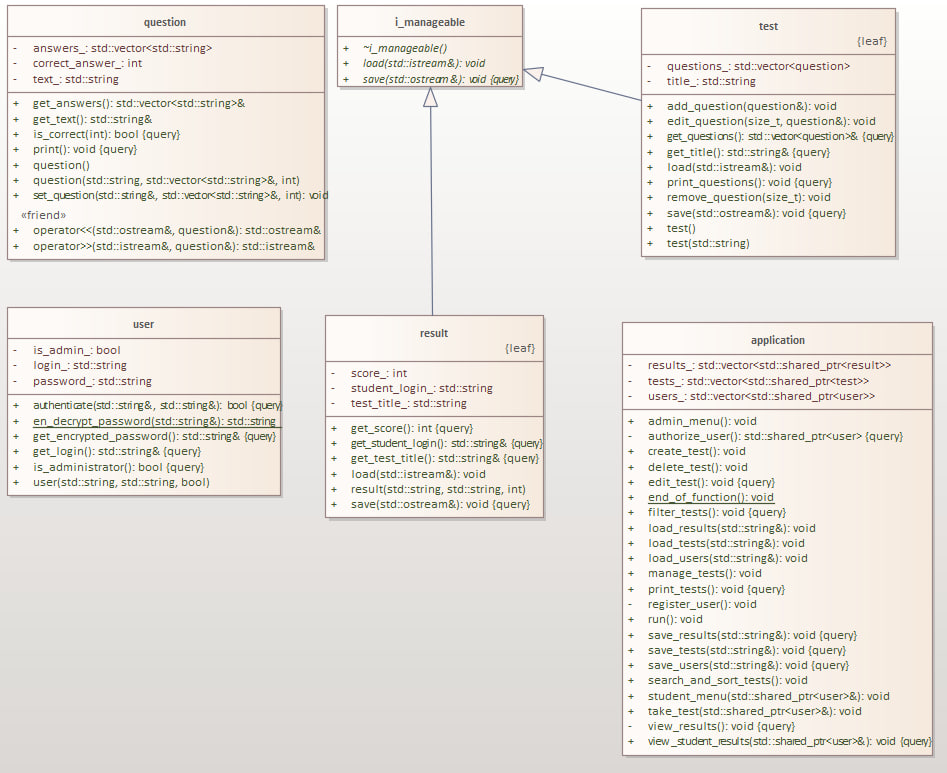 question
- answers_: std::vector<std::string>
- correct_answer_: int
- text_: std::string
+ get_answers(): std::vector<std::string>&
+ get_text(): std::string&
+ is_correct(int): bool {query}
+ print(): void {query}
+ question()
+ question(std::string, std::vector<std::string>&, int)
+ set_question(std::string&, std::vector<std::string>&, int): void
«friend»
+ operator<<(std::ostream&, question&): std::ostream&
+ operator>>(std::istream&, question&): std::istream&
i_manageable
+ ~i_manageable()
+ load(std::istream&): void
+ save(std::ostream&): void {query}
test
{leaf}
- questions_: std::vector<question>
- title_: std::string
+ add_question(question&): void
+ edit_question(size_t, question&): void
+ get_questions(): std::vector<question>& {query}
+ get_title(): std::string& {query}
+ load(std::istream&): void
+ print_questions(): void {query}
+ remove_question(size_t): void
+ save(std::ostream&): void {query}
+ test()
+ test(std::string)
user
- is_admin_: bool
- login_: std::string
- password_: std::string
+ authenticate(std::string&, std::string&): bool {query}
+ en_decrypt_password(std::string&): std::string
+ get_encrypted_password(): std::string& {query}
+ get_login(): std::string& {query}
+ is_administrator(): bool {query}
+ user(std::string, std::string, bool)
result
{leaf}
- score_: int
- student_login_: std::string
- test_title_: std::string
+ get_score(): int {query}
+ get_student_login(): std::string& {query}
+ get_test_title(): std::string& {query}
+ load(std::istream&): void
+ result(std::string, std::string, int)
+ save(std::ostream&): void {query}
application
- results_: std::vector<std::shared_ptr<result>>
- tests_: std::vector<std::shared_ptr<test>>
- users_: std::vector<std::shared_ptr<user>>
+ admin_menu(): void
- authorize_user(): std::shared_ptr<user> {query}
+ create_test(): void
+ delete_test(): void
+ edit_test(): void {query}
+ end_of_function(): void
+ filter_tests(): void {query}
+ load_results(std::string&): void
+ load_tests(std::string&): void
+ load_users(std::string&): void
+ manage_tests(): void
+ print_tests(): void {query}
- register_user(): void
+ run(): void
+ save_results(std::string&): void {query}
+ save_tests(std::string&): void {query}
+ save_users(std::string&): void {query}
+ search_and_sort_tests(): void
+ student_menu(std::shared_ptr<user>&): void
+ take_test(std::shared_ptr<user>&): void
- view_results(): void {query}
+ view_student_results(std::shared_ptr<user>&): void {query}